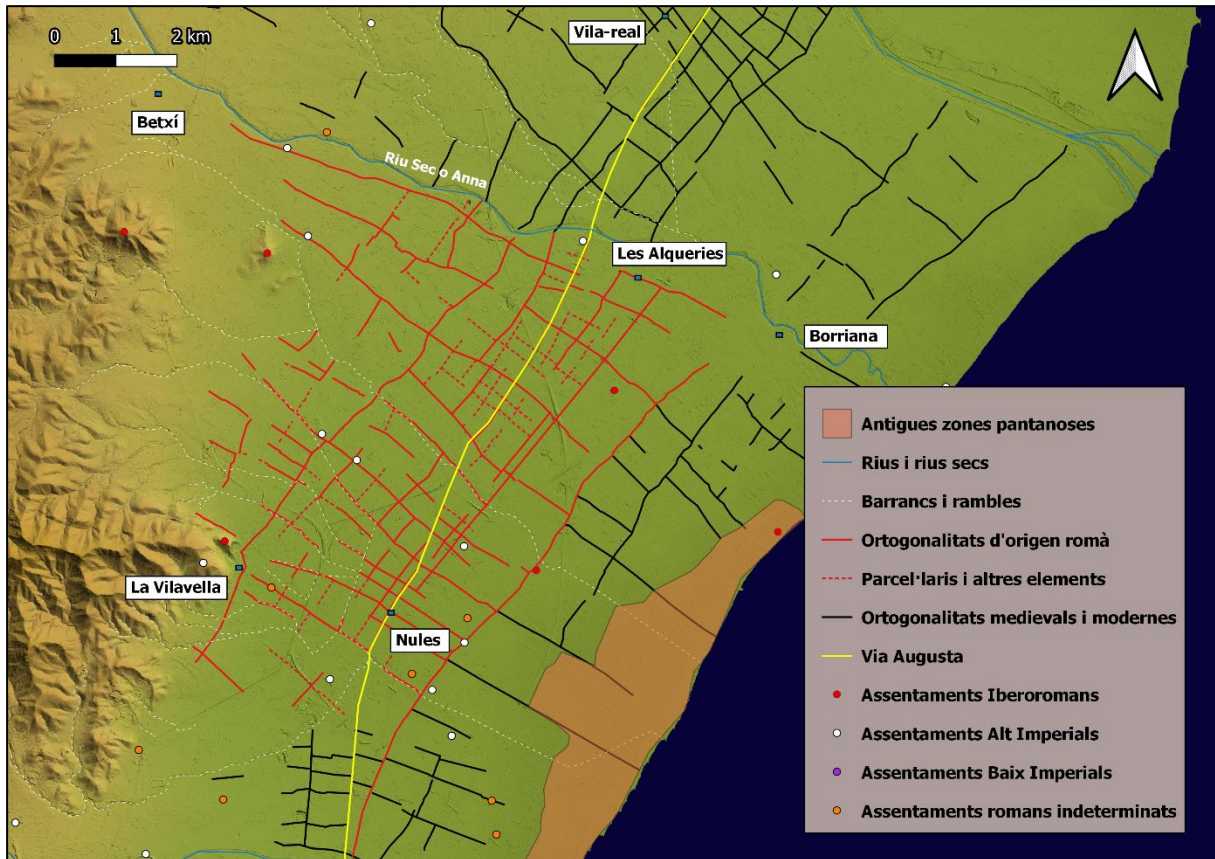 Vila-real
0 1 2 km
Betxí
Riu Sec o Anna
Les Alqueries
Borriana
La Vilavella
Nules
Antigues zones pantanoses
Rius i rius secs
Barrancs i rambles
Ortogonalitats d'origen romà
Parcel·laris i altres elements
Ortogonalitats medievals i modernes
Via Augusta
Assentaments Iberoromans
Assentaments Alt Imperials
Assentaments Baix Imperials
Assentaments romans indeterminats